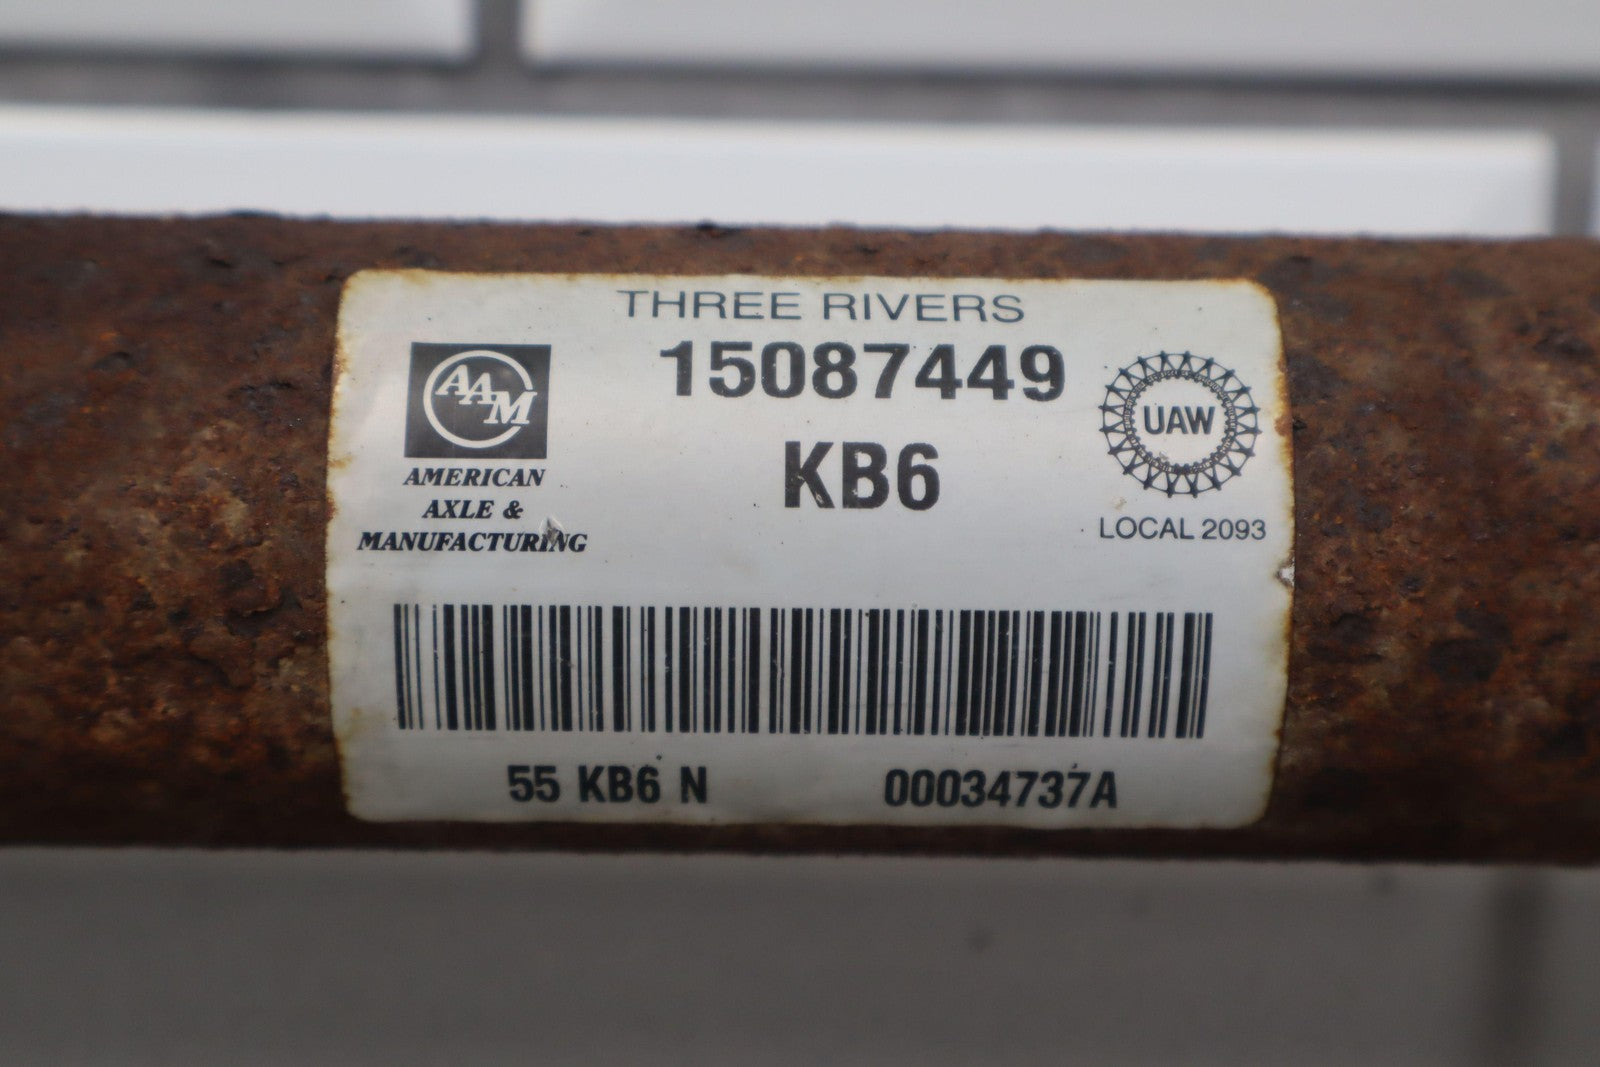 THREE RIVERS
15087449
KB6
AAM
AMERICAN
AXLE &
MANUFACTURING
UAW
LOCAL 2093
55 KB6 N
00034737A